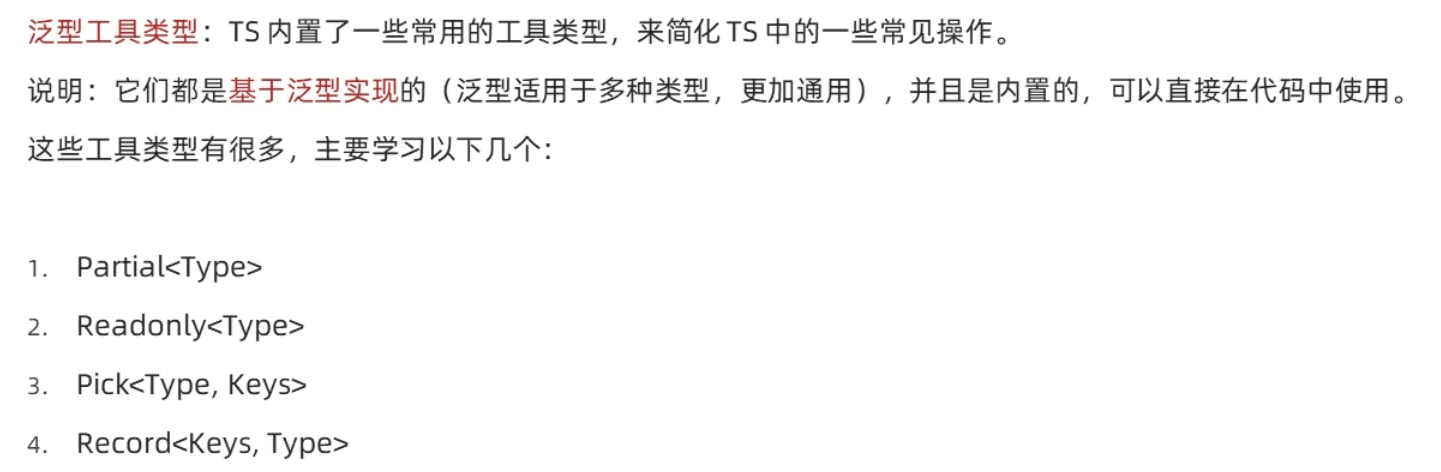 泛型工具类型：TS 内置了一些常用的工具类型，来简化 TS 中的一些常见操作。
说明：它们都是基于泛型实现的（泛型适用于多种类型，更加通用），并且是内置的，可以直接在代码中使用。
这些工具类型有很多，主要学习以下几个：
1. Partial<Type>
2. Readonly<Type>
3. Pick<Type, Keys>
4. Record<Keys, Type>